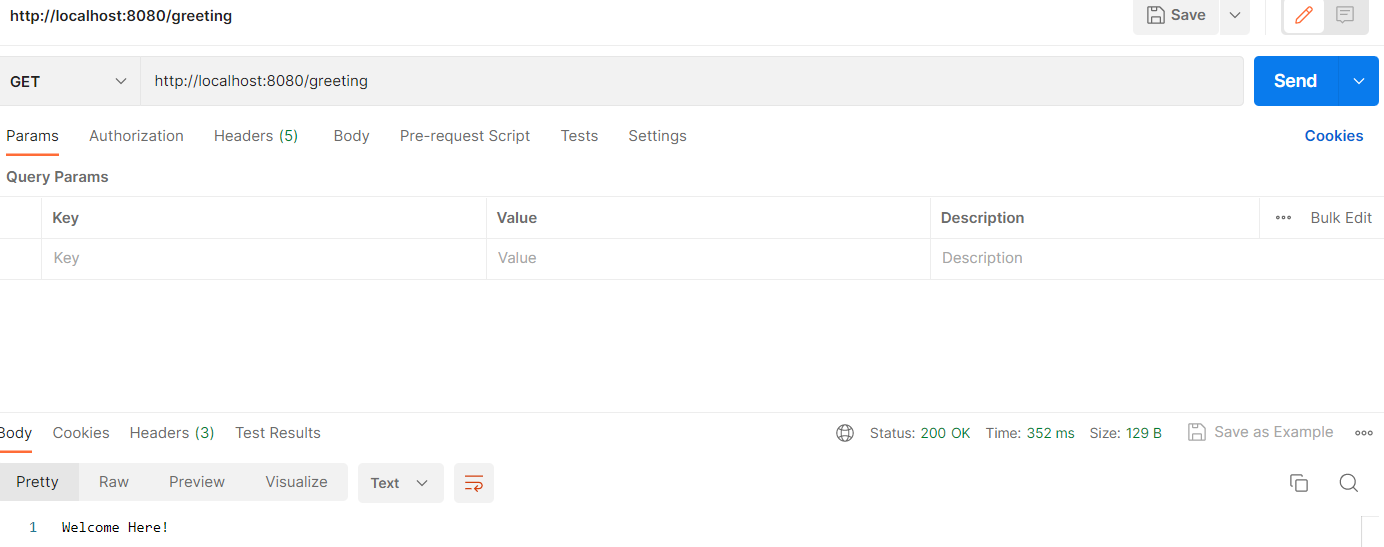 http://localhost:8080/greeting
Save
GET
http://localhost:8080/greeting
Send
Params Authorization Headers (5) Body Pre-request Script Tests Settings Cookies
Query Params
Key Value Description Bulk Edit
Key Value Description
Body Cookies Headers (3) Test Results Status: 200 OK Time: 352 ms Size: 129 B Save as Example
Pretty Raw Preview Visualize Text
1 Welcome Here!